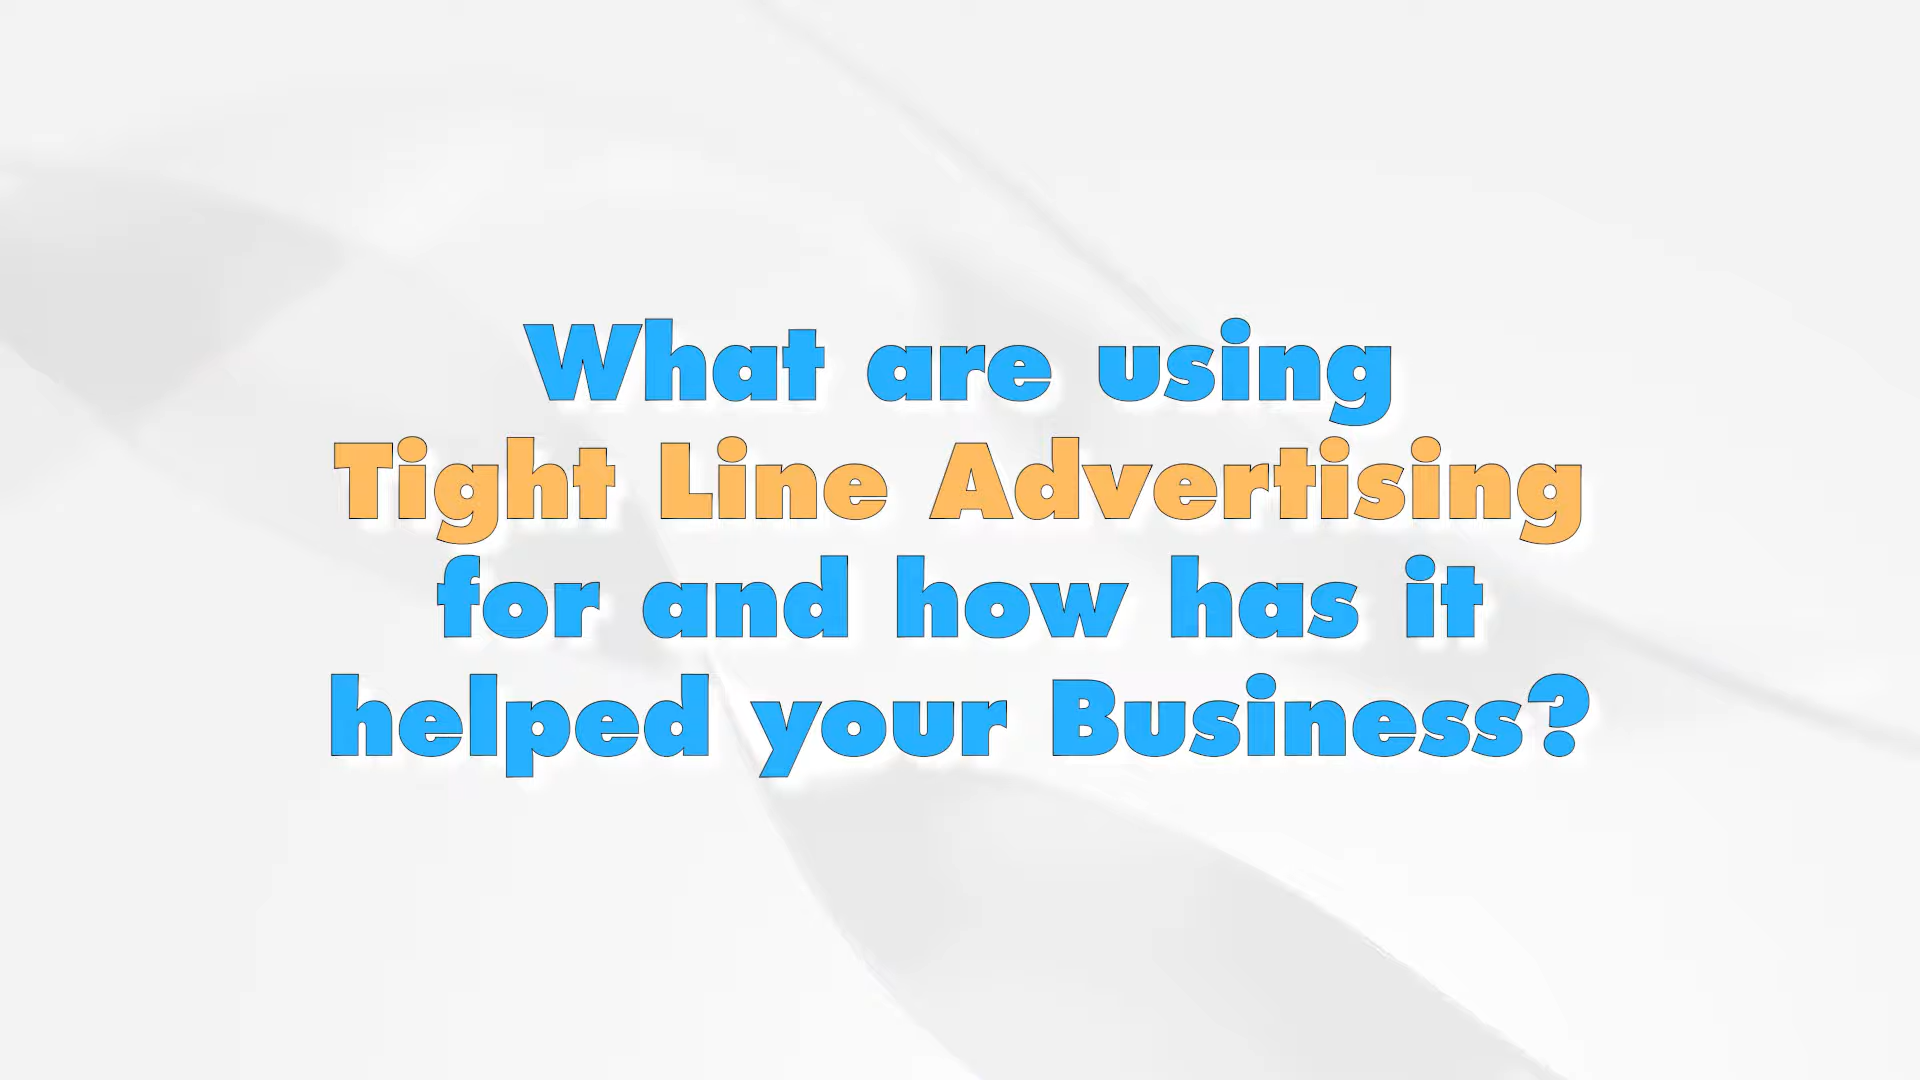 What are using
Tight Line Advertising
for and how has it
helped your Business?